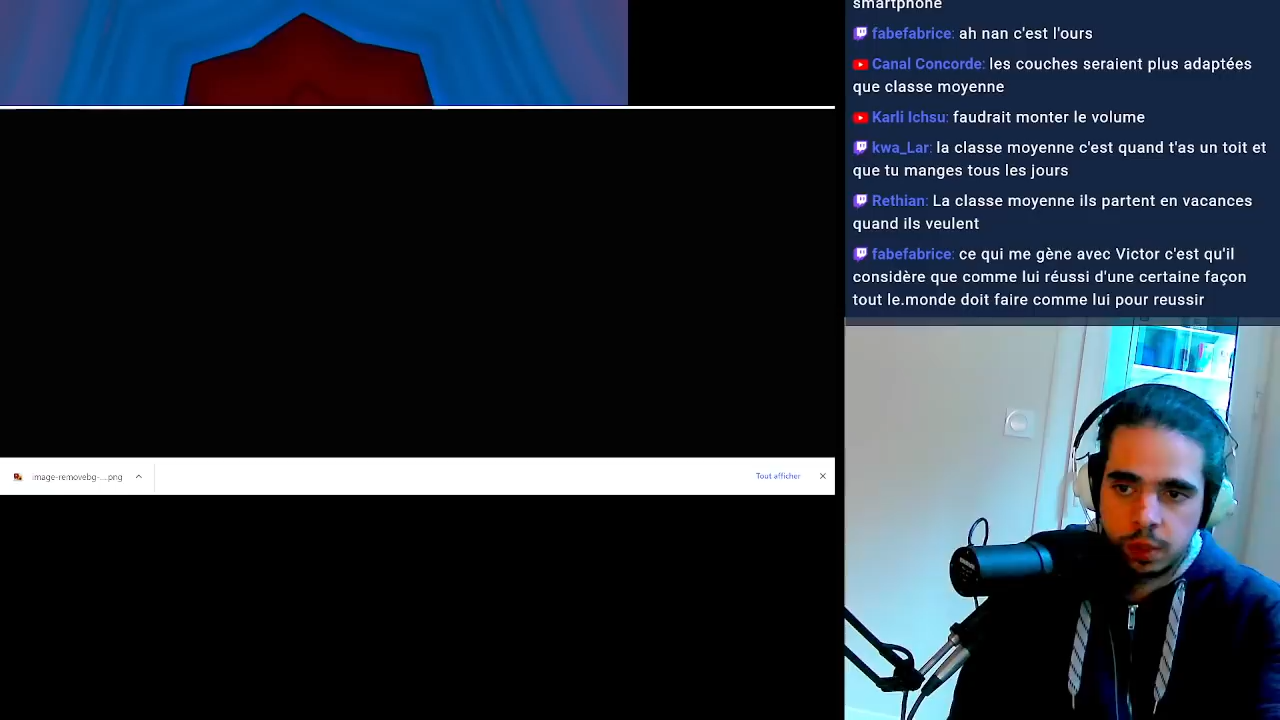 smartphone
fabefabrice: ah nan c'est l'ours
Canal Concorde: les couches seraient plus adaptées
que classe moyenne
Karli Ichsu: faudrait monter le volume
kwa_Lar: la classe moyenne c'est quand t'as un toit et
que tu manges tous les jours
Rethian: La classe moyenne ils partent en vacances
quand ils veulent
fabefabrice: ce qui me gène avec Victor c'est qu'il
considère que comme lui réussi d'une certaine façon
tout le.monde doit faire comme lui pour reussir
image-removebg-....png
Tout afficher